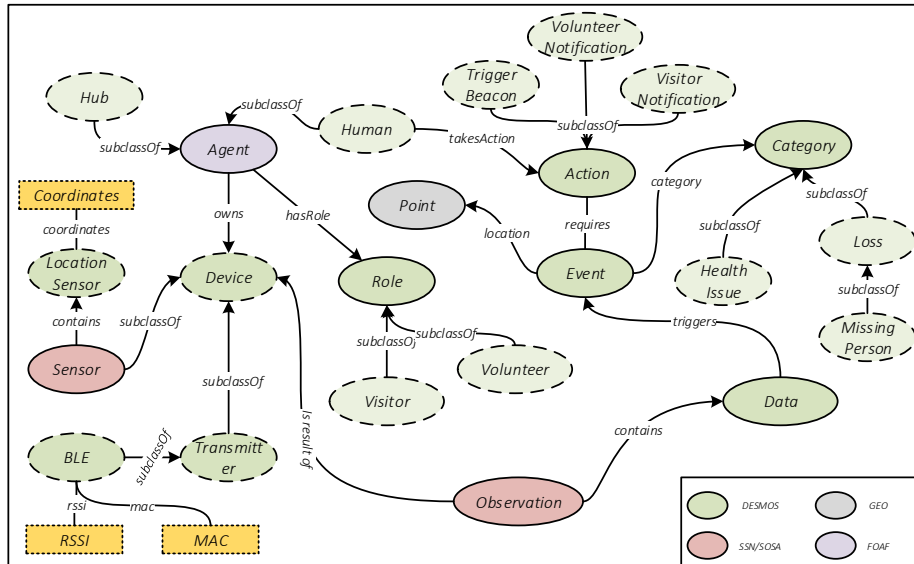 Volunteer
Notification
Trigger
Beacon
Visitor
Notification
Hub
subclassOf
Human
subclassOf
subclassOf
takesAction
Agent
Action
Category
category
Coordinates
coordinates
owns
hasRole
Point
location
requires
subclassOf
subclassOf
Location
Sensor
Device
Role
Event
Health
Issue
Loss
contains
subclassOf
subclassOf
subclassOf
triggers
subclassOf
Missing
Person
Sensor
subclassOf
Visitor
Volunteer
Data
Is result of
contains
BLE
subclassOf
Transmit
ter
Observation
rssi
mac
RSSI
MAC
DESMOS
GEO
SSN/SOSA
FOAF